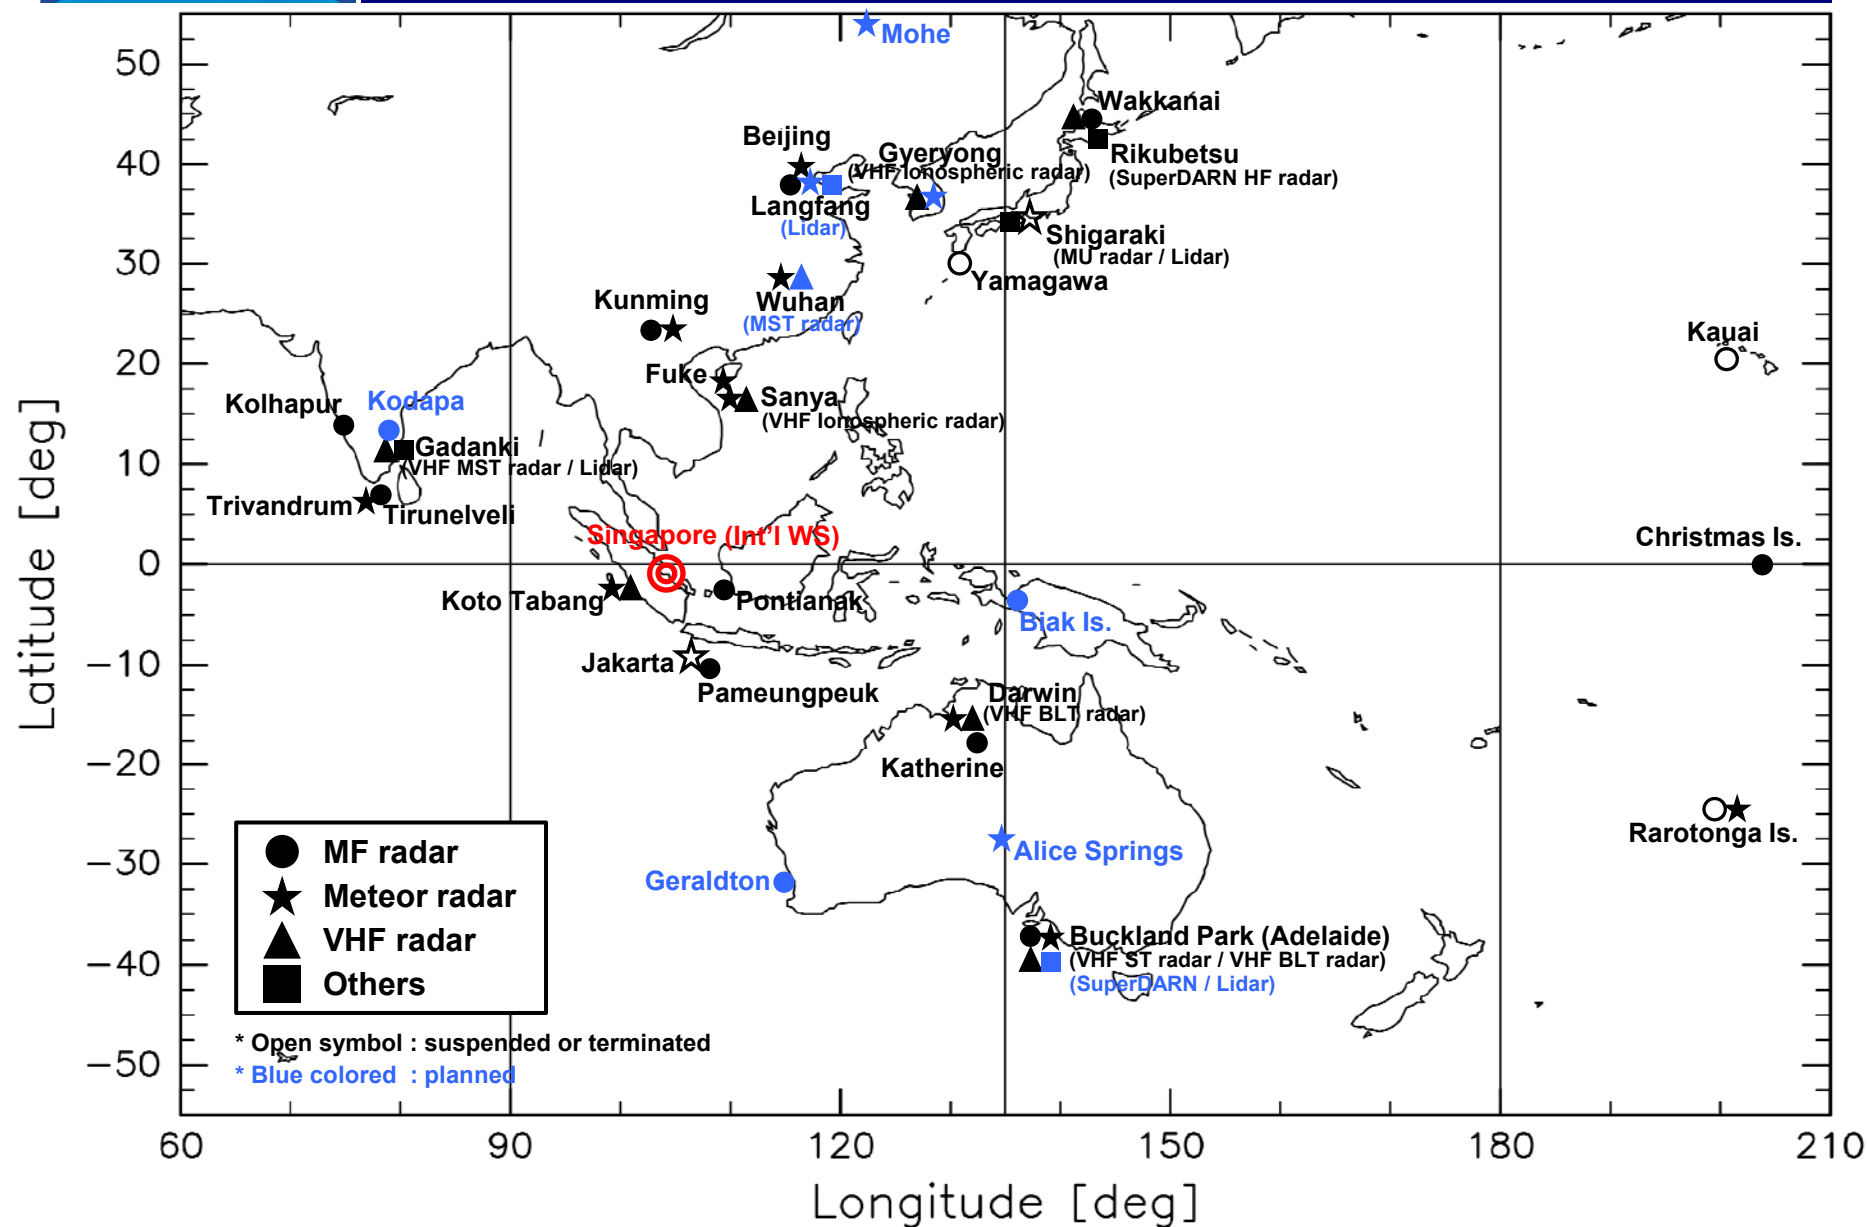 Mohe
50
Wakkanai
Beijing
Gyeryong
(VHF Ionospheric radar)
Rikubetsu
(SuperDARN HF radar)
40
Langfang
(Lidar)
Shigaraki
(MU radar / Lidar)
30
Yamagawa
Kunming
Wuhan
(MST radar)
Kauai
20
Fuke
Sanya
(VHF Ionospheric radar)
Kolhapur
Kodapa
10
Gadanki
(VHF MST radar / Lidar)
Trivandrum
Tirunelveli
Singapore (Int'l WS)
Christmas Is.
0
Koto Tabang
Pontianak
Biak Is.
Jakarta
−10
Pameungpeuk
Darwin
(VHF BLT radar)
−20
Katherine
Rarotonga Is.
Alice Springs
−30
Geraldton
MF radar
Meteor radar
VHF radar
Others
Buckland Park (Adelaide)
(VHF ST radar / VHF BLT radar)
(SuperDARN / Lidar)
−40
* Open symbol : suspended or terminated
−50
* Blue colored : planned
60
90
120
150
180
210
Longitude [deg]
Latitude [deg]